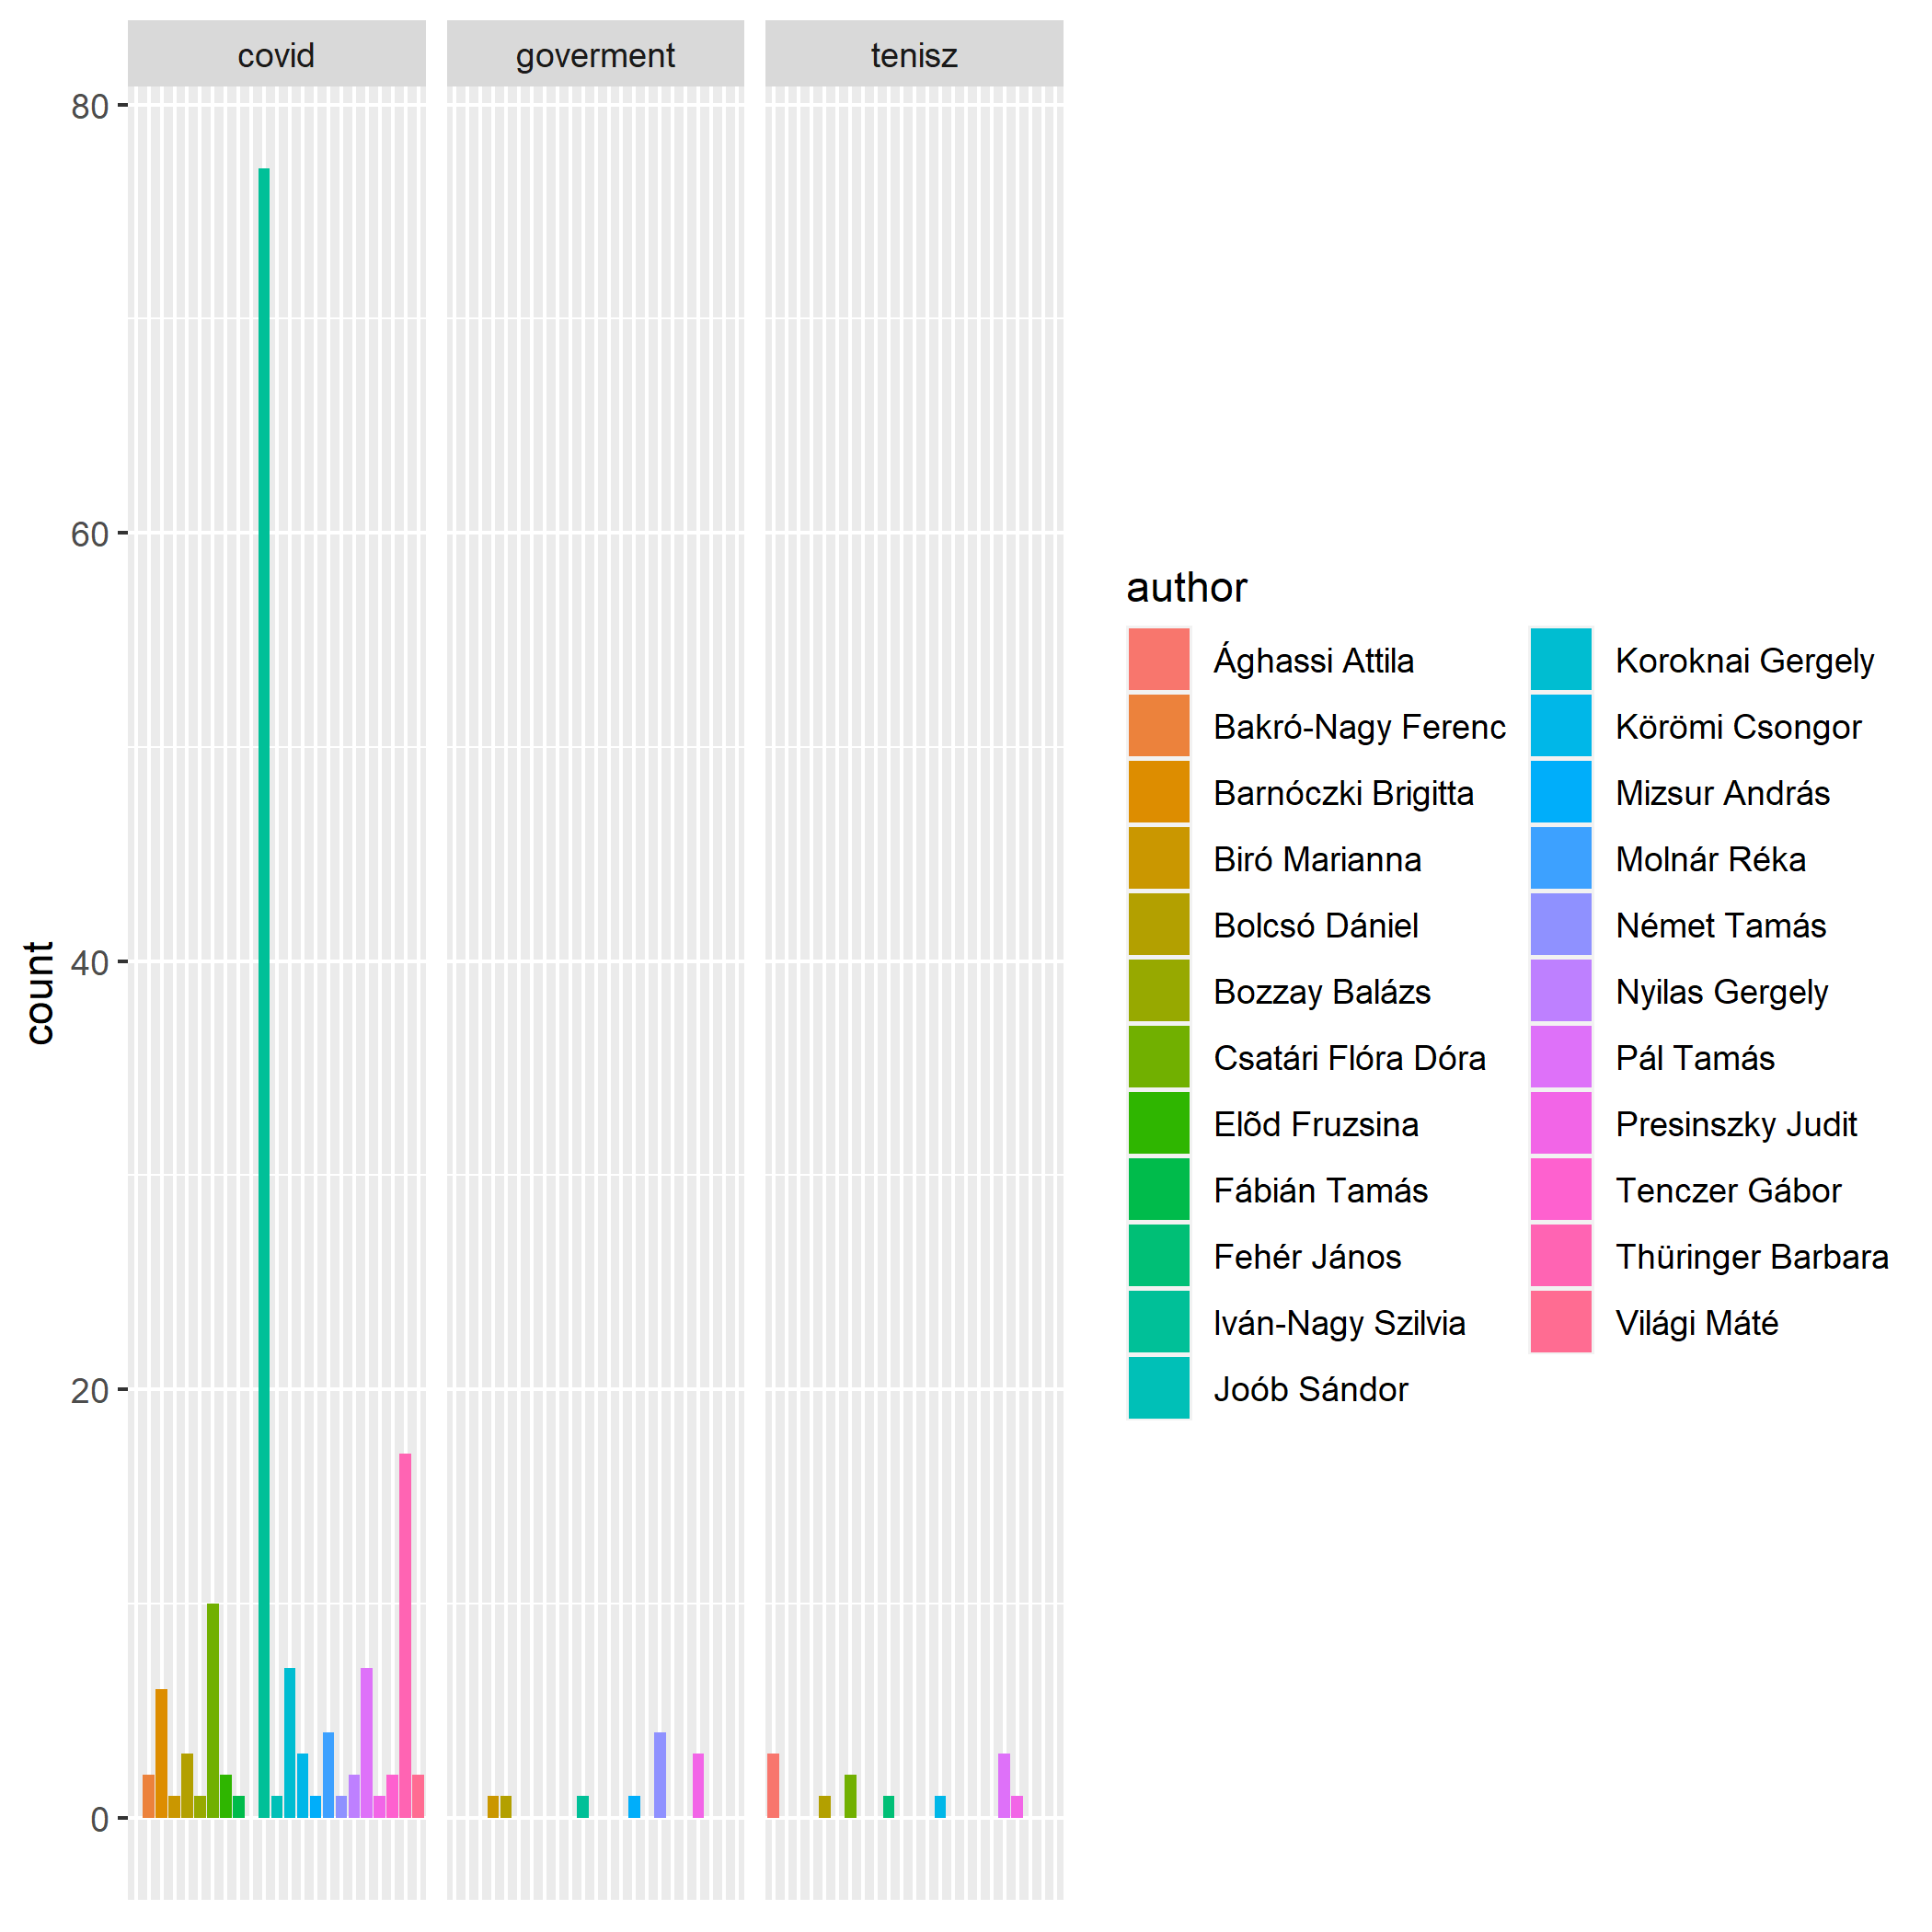 covid
goverment
tenisz
80
60
40
20
0
count
author
Ághassi Attila
Bakró-Nagy Ferenc
Barnóczki Brigitta
Biró Marianna
Bolcsó Dániel
Bozzay Balázs
Csatári Flóra Dóra
Elõd Fruzsina
Fábián Tamás
Fehér János
Iván-Nagy Szilvia
Joób Sándor
Koroknai Gergely
Körömi Csongor
Mizsur András
Molnár Réka
Német Tamás
Nyilas Gergely
Pál Tamás
Presinszky Judit
Tenczer Gábor
Thüringer Barbara
Világi Máté